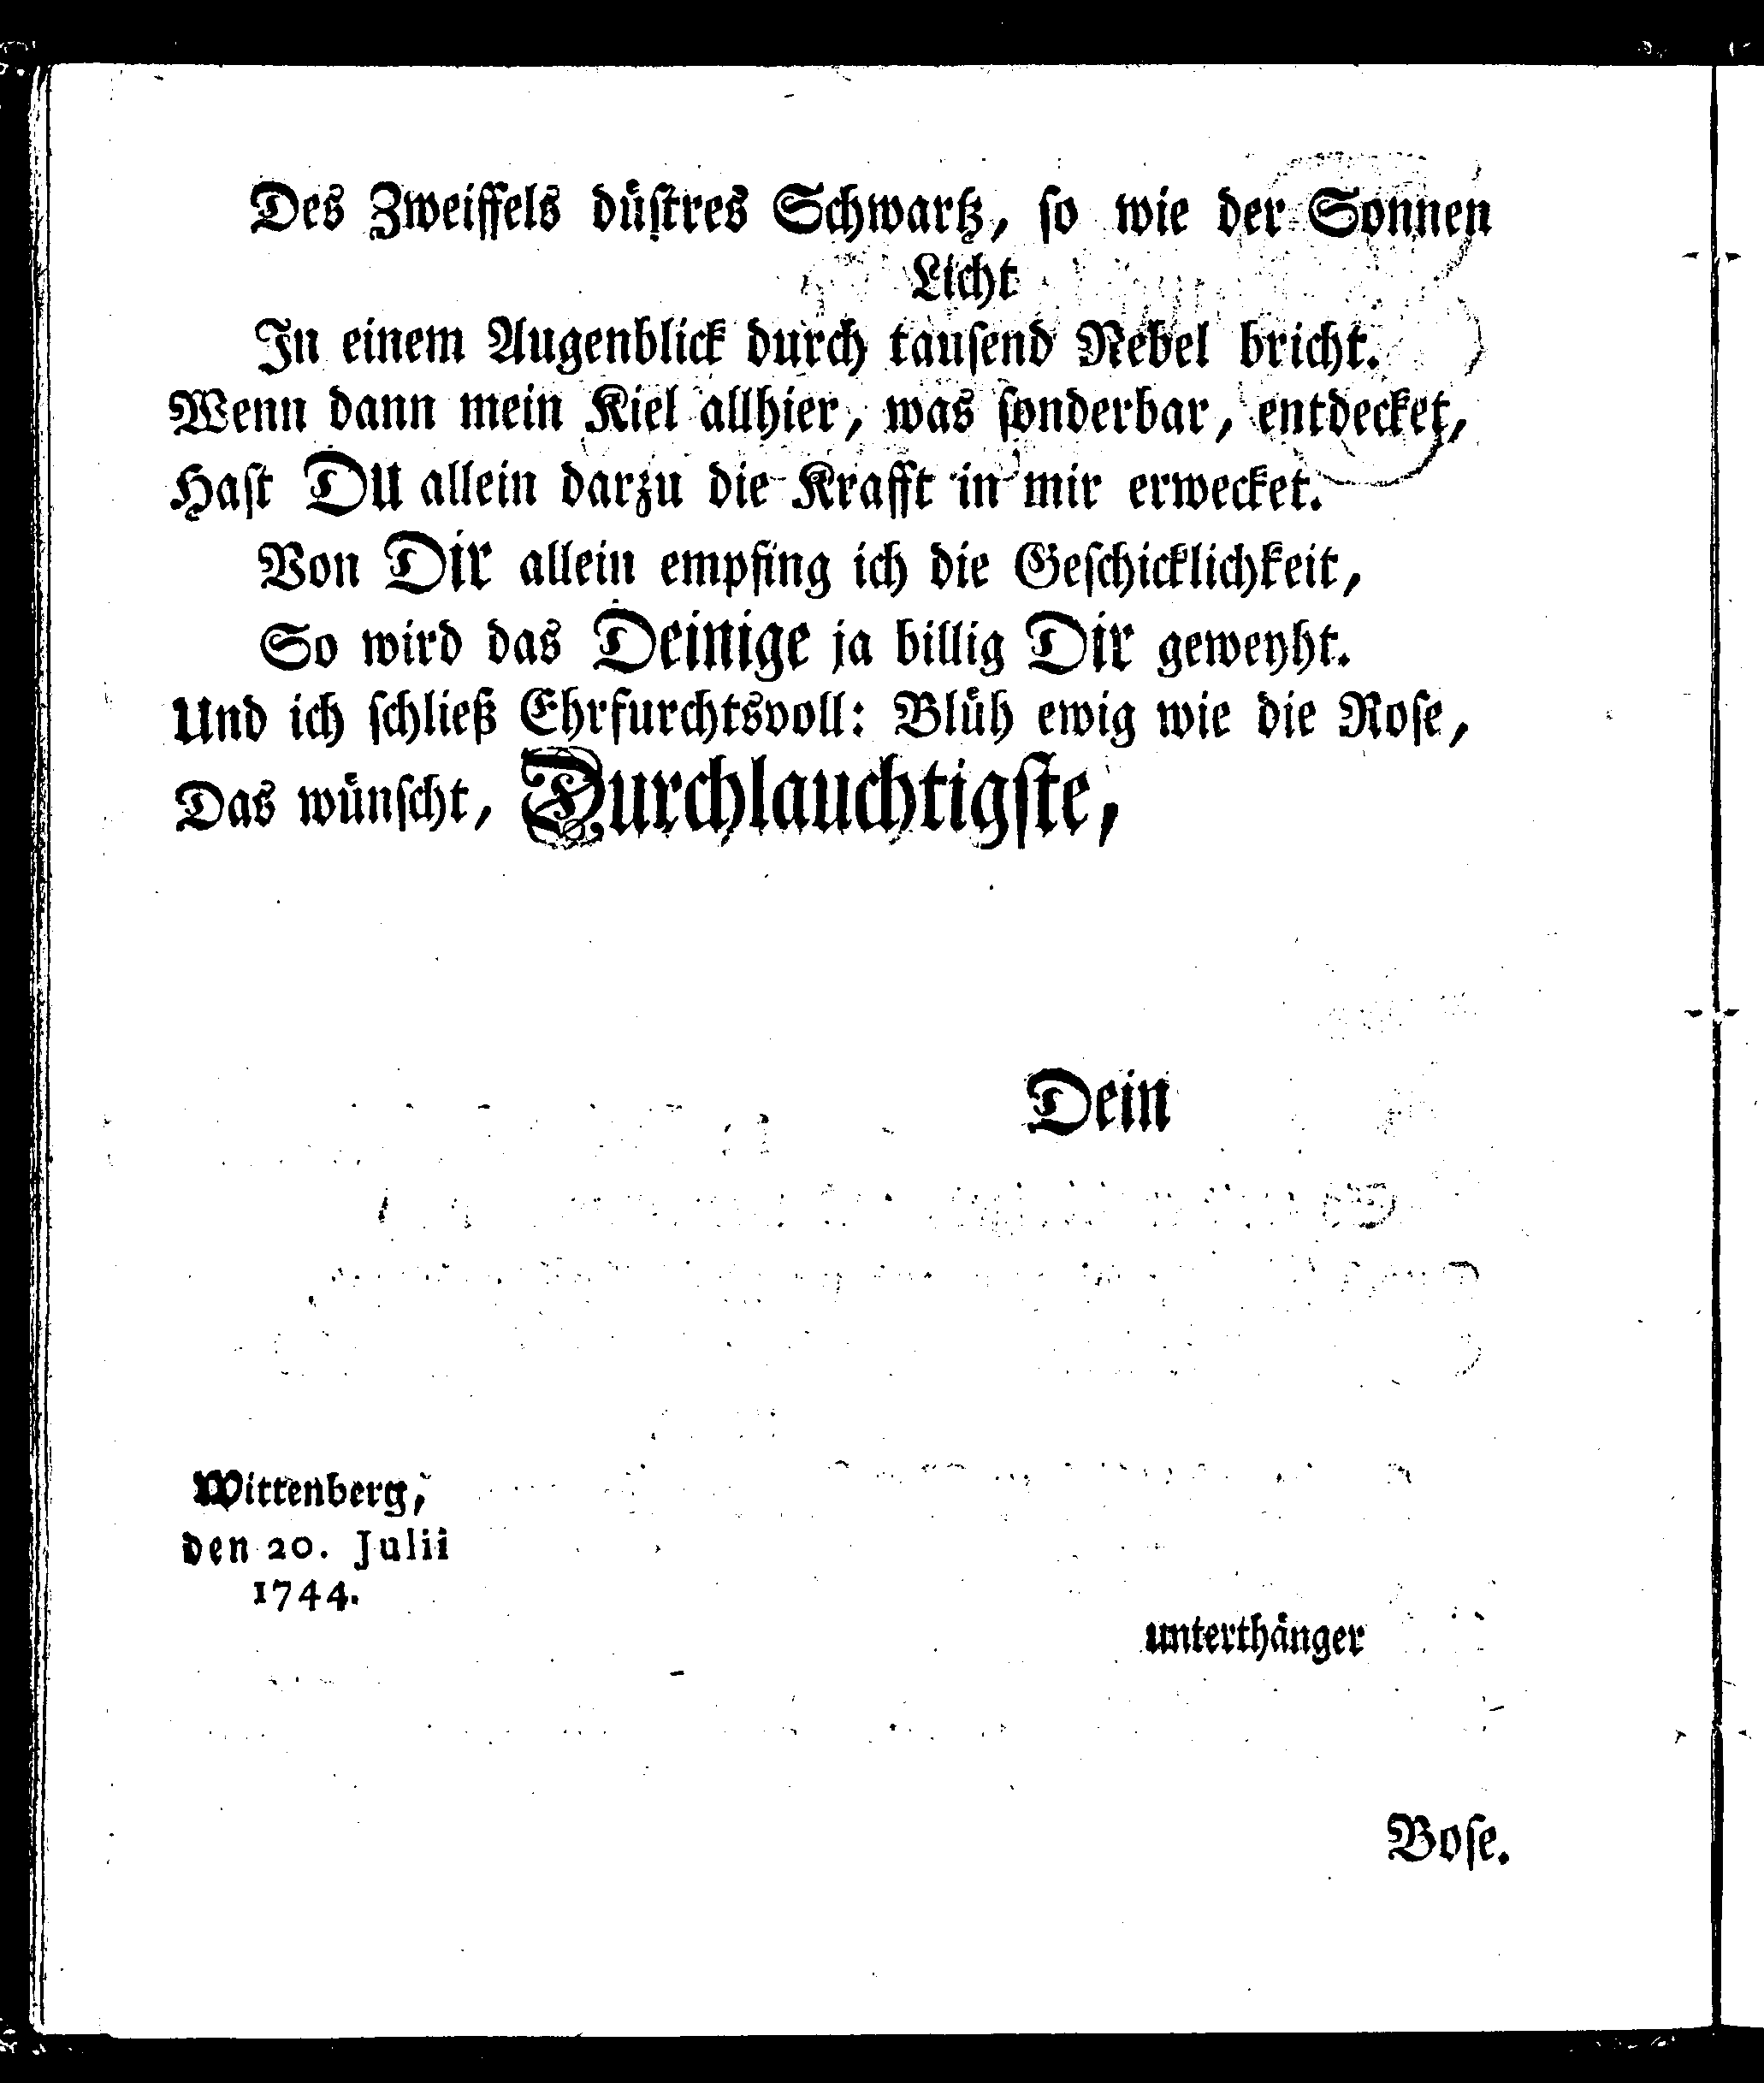 Des Zweiffels düſtres Schwartz, ſo wie der Sonnen
Licht
In einem Augenblick durch tauſend Nebel bricht.
Wenn dann mein Kiel allhier, was ſonderbar, entdecket,
Haſt DU allein darzu die Krafft in mir erwecket.
Von Dir allein empfing ich die Geſchicklichkeit,
So wird das Deinige ja billig Dir geweyht.
Und ich ſchließ Ehrfurchtsvoll: Blüh ewig wie die Roſe,
Das wünſcht, Durchlauchtigſte,
Dein
Wittenberg,
den 20. Julii
1744.
unterthänger
Boſe.